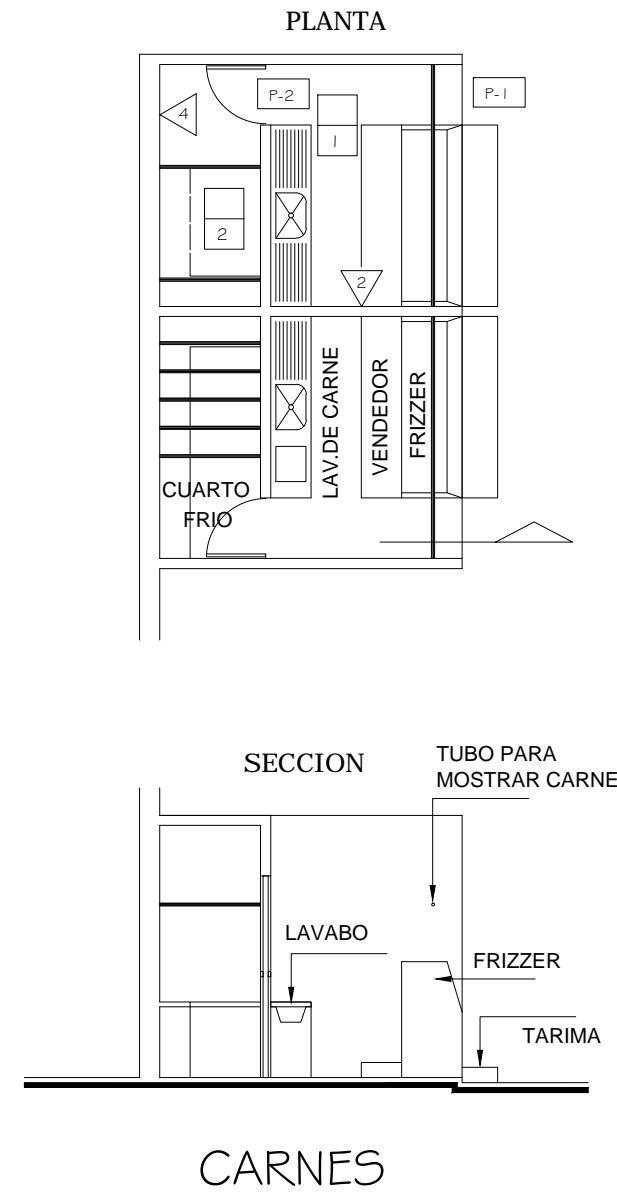 PLANTA
P-2
P-1
4
1
2
2
LAV.DE CARNE
VENDEDOR
FRIZZER
CUARTO
FRIO
SECCION
TUBO PARA
MOSTRAR CARNE
LAVABO
FRIZZER
TARIMA
CARNES